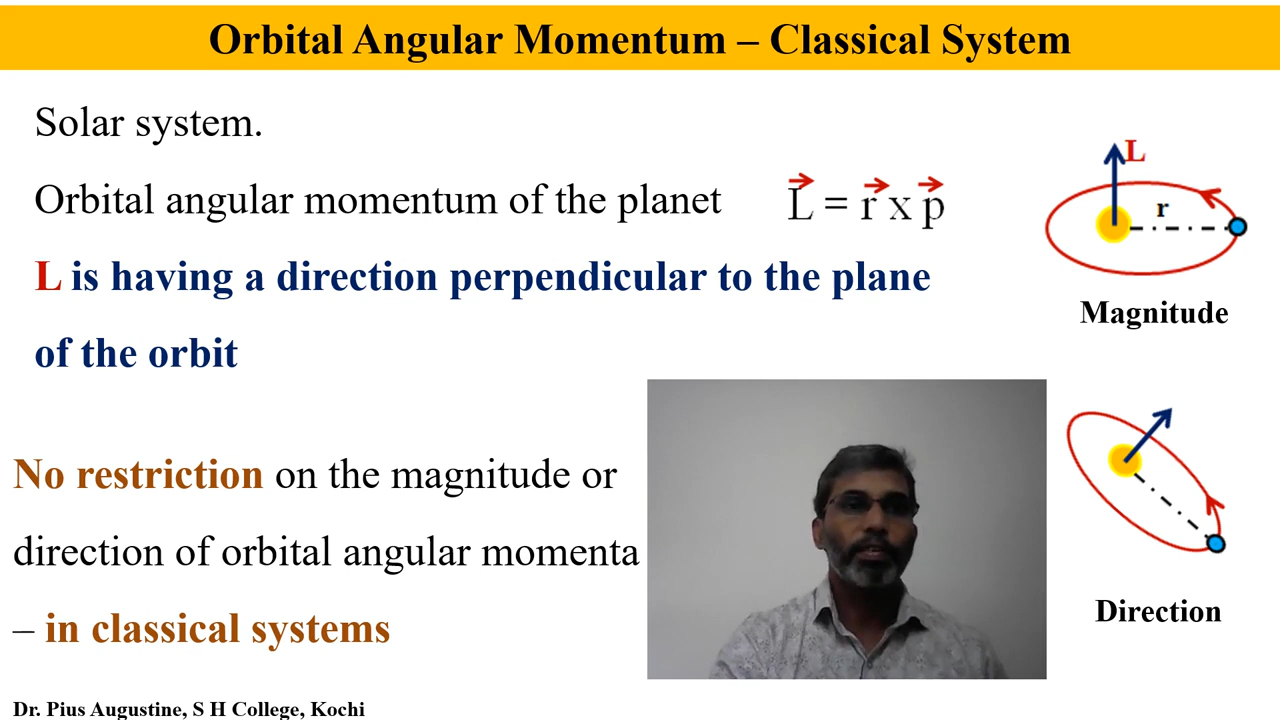 Orbital Angular Momentum – Classical System
Solar system.
Orbital angular momentum of the planet
L = r x p
L is having a direction perpendicular to the plane
of the orbit
No restriction on the magnitude or
direction of orbital angular momenta
– in classical systems
L
r
Magnitude
Direction
Dr. Pius Augustine, S H College, Kochi